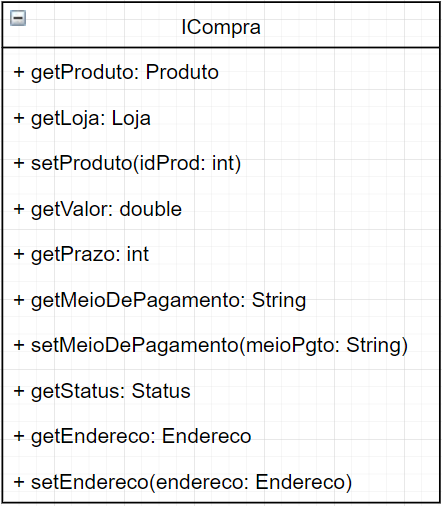 ICompra
+ getProduto: Produto
+ getLoja: Loja
+ setProduto(idProd: int)
+ getValor: double
+ getPrazo: int
+ getMeioDePagamento: String
+ setMeioDePagamento(meioPgto: String)
+ getStatus: Status
+ getEndereco: Endereco
+ setEndereco(endereco: Endereco)